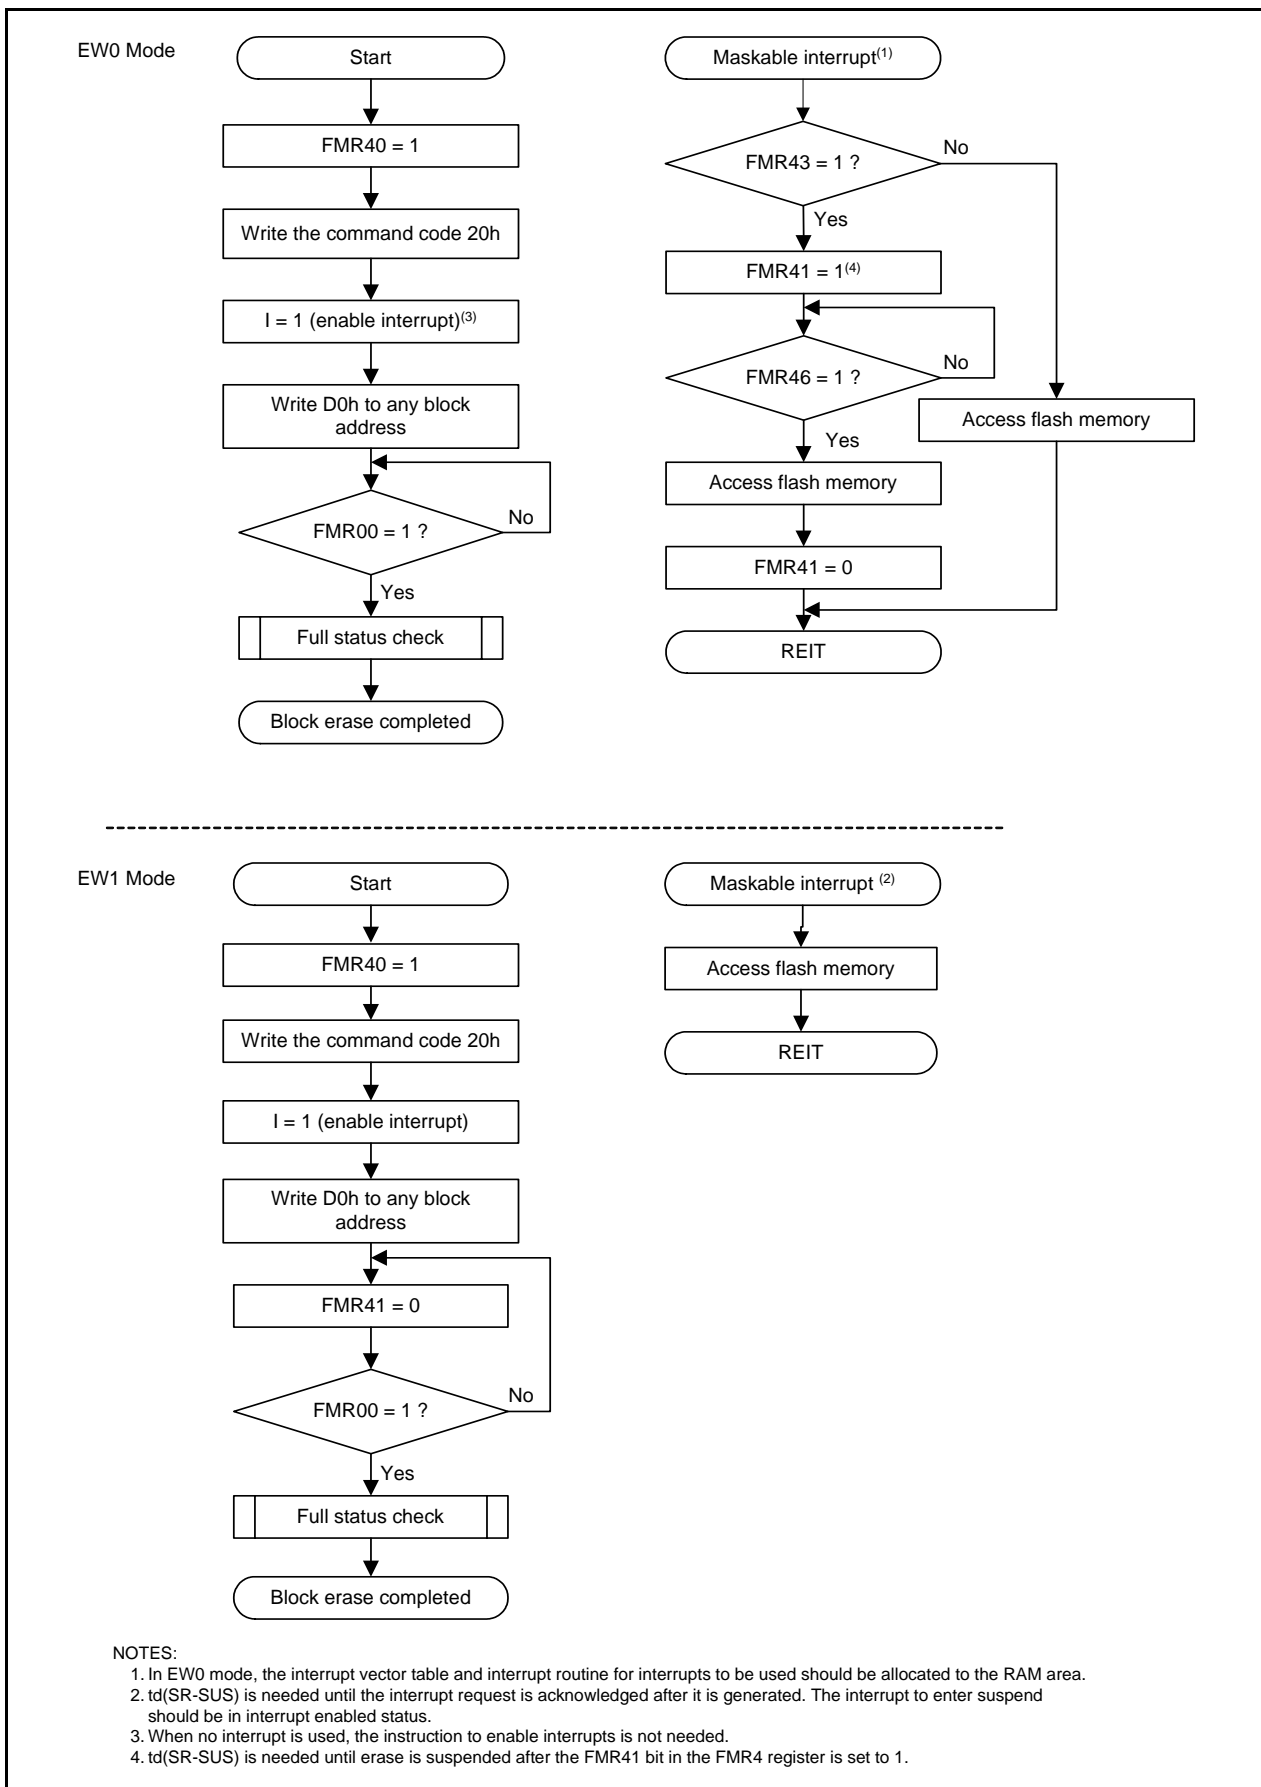 EW0 Mode
Start
FMR40 = 1
Write the command code 20h
I = 1 (enable interrupt)(3)
Write D0h to any block
address
FMR00 = 1 ?
No
Yes
Full status check
Block erase completed
Maskable interrupt(1)
FMR43 = 1 ?
No
Yes
FMR41 = 1(4)
FMR46 = 1 ?
No
Yes
Access flash memory
Access flash memory
FMR41 = 0
REIT
EW1 Mode
Start
FMR40 = 1
Write the command code 20h
I = 1 (enable interrupt)
Write D0h to any block
address
FMR41 = 0
FMR00 = 1 ?
No
Yes
Full status check
Block erase completed
Maskable interrupt (2)
Access flash memory
REIT
NOTES:
1. In EW0 mode, the interrupt vector table and interrupt routine for interrupts to be used should be allocated to the RAM area.
2. td(SR-SUS) is needed until the interrupt request is acknowledged after it is generated. The interrupt to enter suspend
should be in interrupt enabled status.
3. When no interrupt is used, the instruction to enable interrupts is not needed.
4. td(SR-SUS) is needed until erase is suspended after the FMR41 bit in the FMR4 register is set to 1.